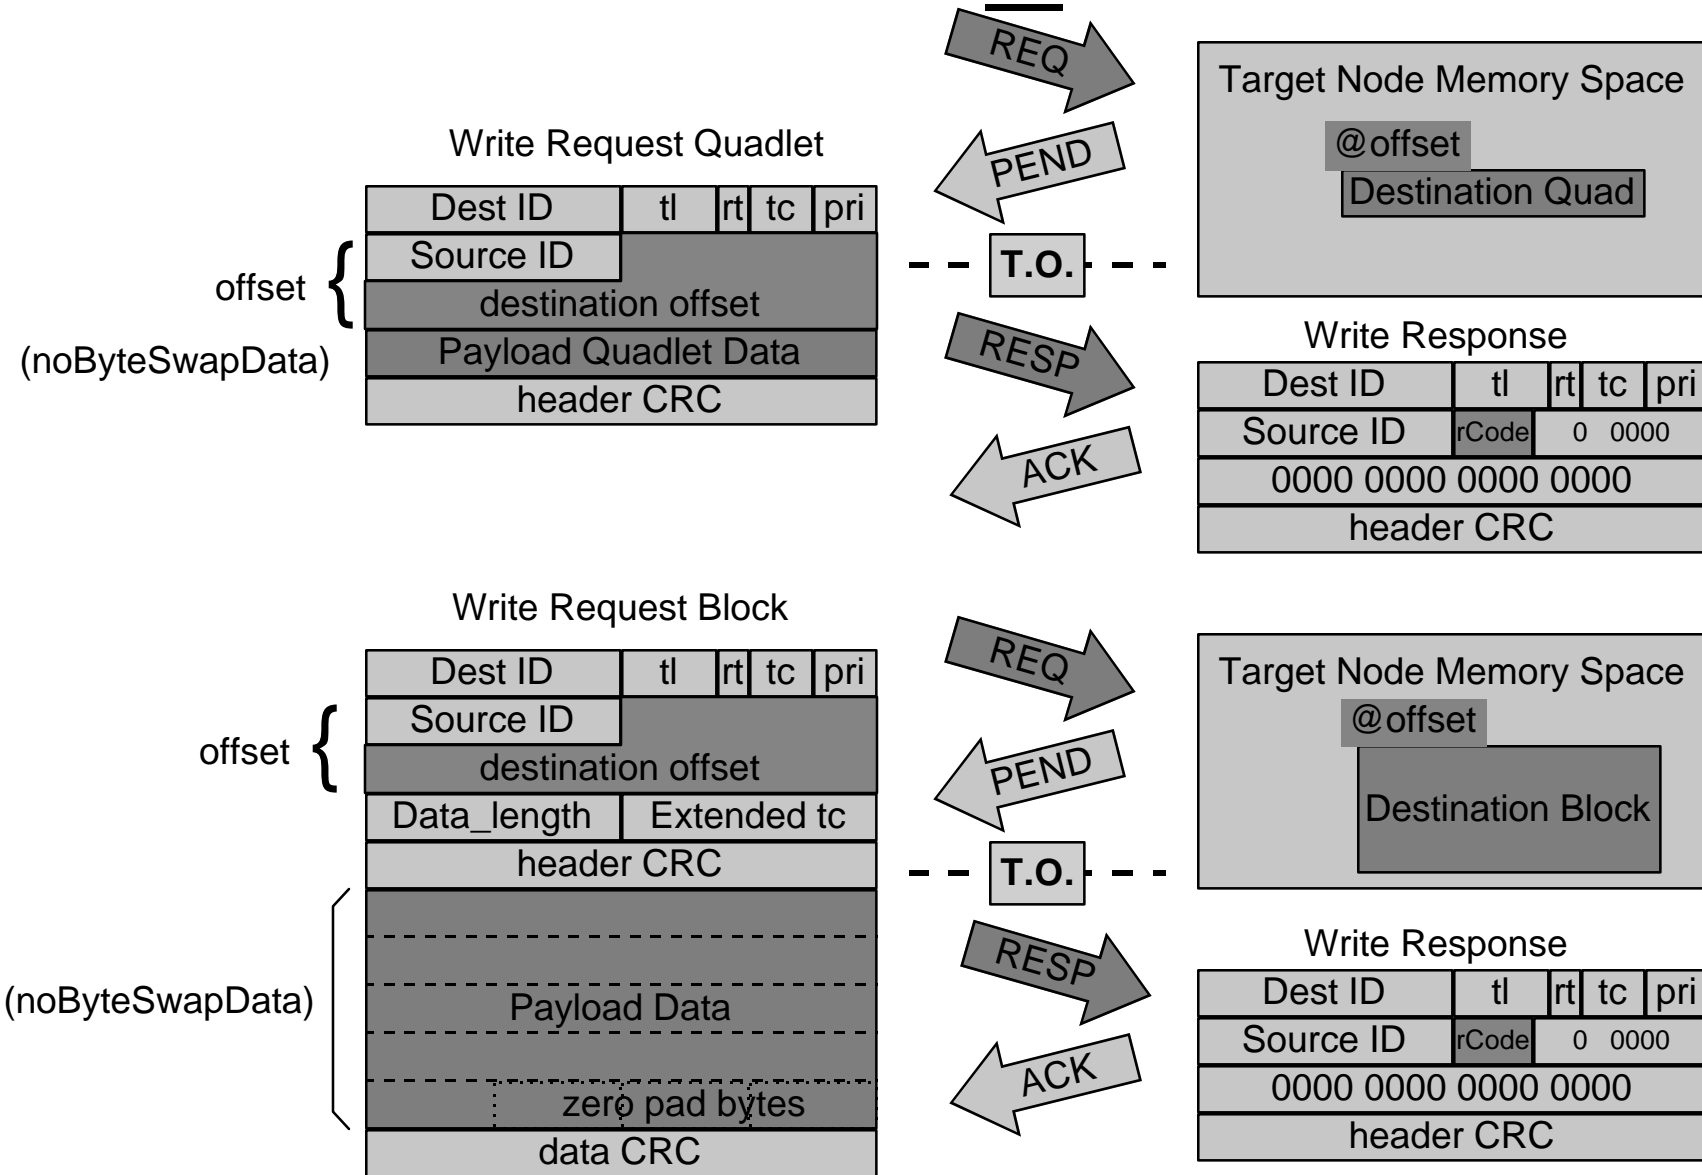 REQ
Target Node Memory Space
Write Request Quadlet
PEND
@offset
Destination Quad
Dest ID tl rt tc pri
Source ID
offset {
destination offset
T.O.
(noByteSwapData)
Payload Quadlet Data
header CRC
RESP
Write Response
Dest ID tl rt tc pri
Source ID rCode 0 0000
0000 0000 0000 0000
header CRC
ACK
Write Request Block
REQ
Target Node Memory Space
@offset
Dest ID tl rt tc pri
Source ID
offset {
destination offset
PEND
Destination Block
Data_length Extended tc
header CRC
T.O.
(noByteSwapData)
Payload Data
zero pad bytes
data CRC
RESP
Write Response
Dest ID tl rt tc pri
Source ID rCode 0 0000
0000 0000 0000 0000
header CRC
ACK